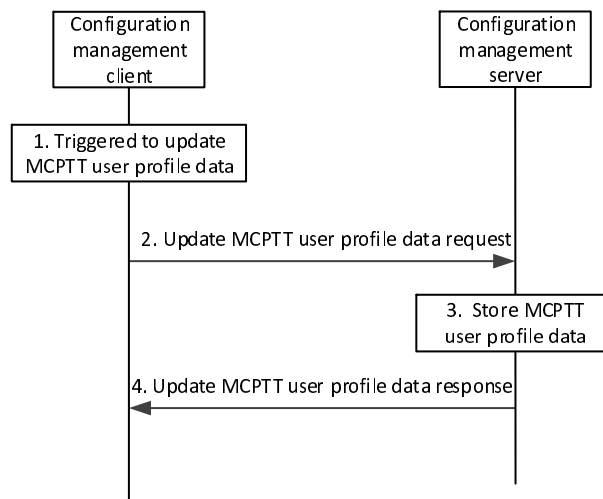 Configuration
management
client
Configuration
management
server
1. Triggered to update
MCPTT user profile data
2. Update MCPTT user profile data request
3. Store MCPTT
user profile data
4. Update MCPTT user profile data response